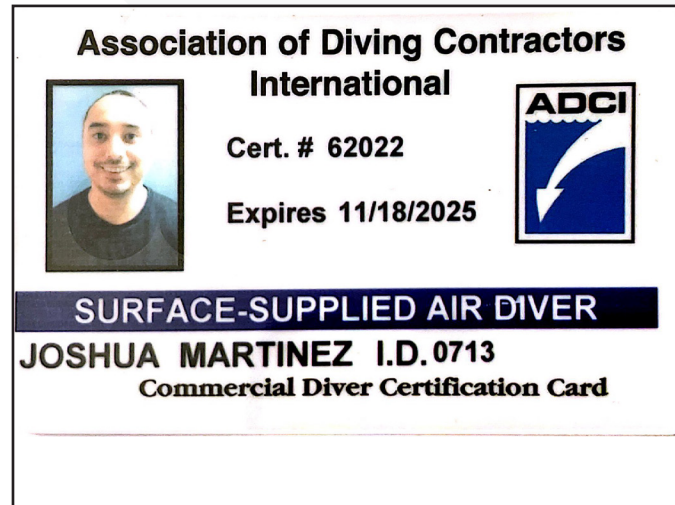 Association of Diving Contractors
International
ADCI
Cert. # 62022
Expires 11/18/2025
SURFACE-SUPPLIED AIR DIVER
JOSHUA MARTINEZ I.D. 0713
Commercial Diver Certification Card